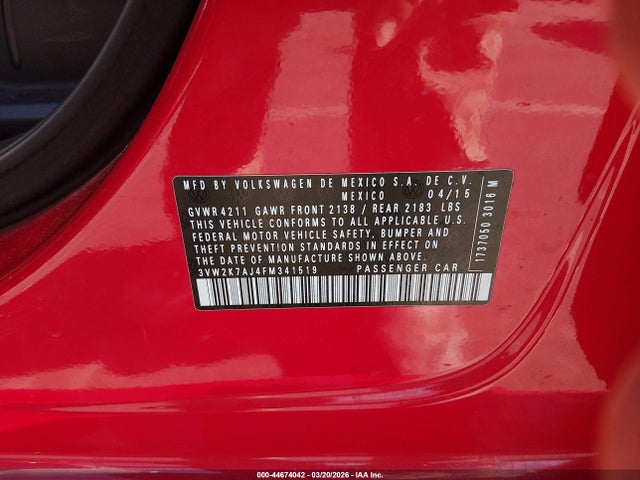 MFD BY VOLKSWAGEN DE MEXICO S.A. DE C.V.
MEXICO 04/15
GVWR 4211 GAWR FRONT 2138 / REAR 2183 LBS
THIS VEHICLE CONFORMS TO ALL APPLICABLE U.S.
FEDERAL MOTOR VEHICLE SAFETY, BUMPER AND
THEFT PREVENTION STANDARDS IN EFFECT ON
THE DATE OF MANUFACTURE SHOWN ABOVE.
3VW2K7AJ4FM341519 PASSENGER CAR
1737050 3016 M
000-44674042 | 03/20/2026 | IAA Inc.